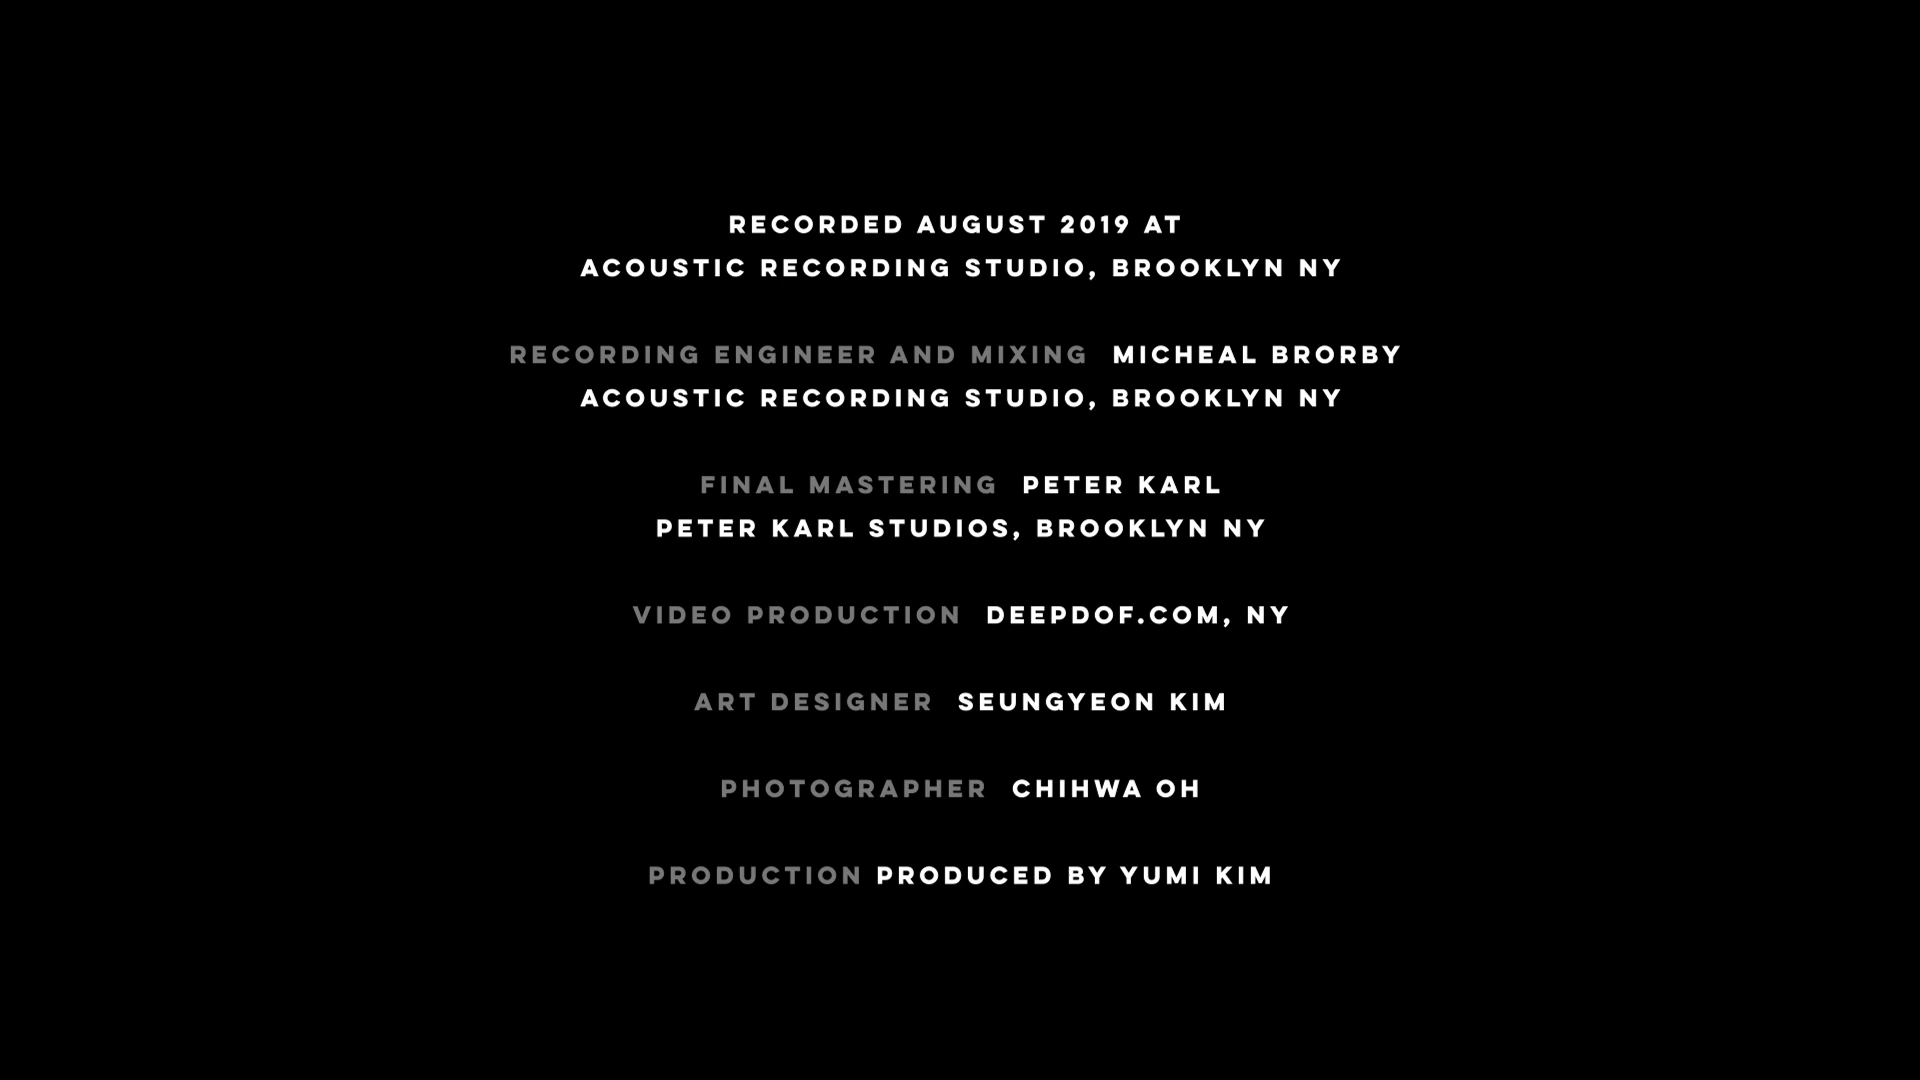 RECORDED AUGUST 2019 AT
ACOUSTIC RECORDING STUDIO, BROOKLYN NY
RECORDING ENGINEER AND MIXING MICHEAL BRORBY
ACOUSTIC RECORDING STUDIO, BROOKLYN NY
FINAL MASTERING PETER KARL
PETER KARL STUDIOS, BROOKLYN NY
VIDEO PRODUCTION DEEPDOF.COM, NY
ART DESIGNER SEUNGYEON KIM
PHOTOGRAPHER CHIHWA OH
PRODUCTION PRODUCED BY YUMI KIM